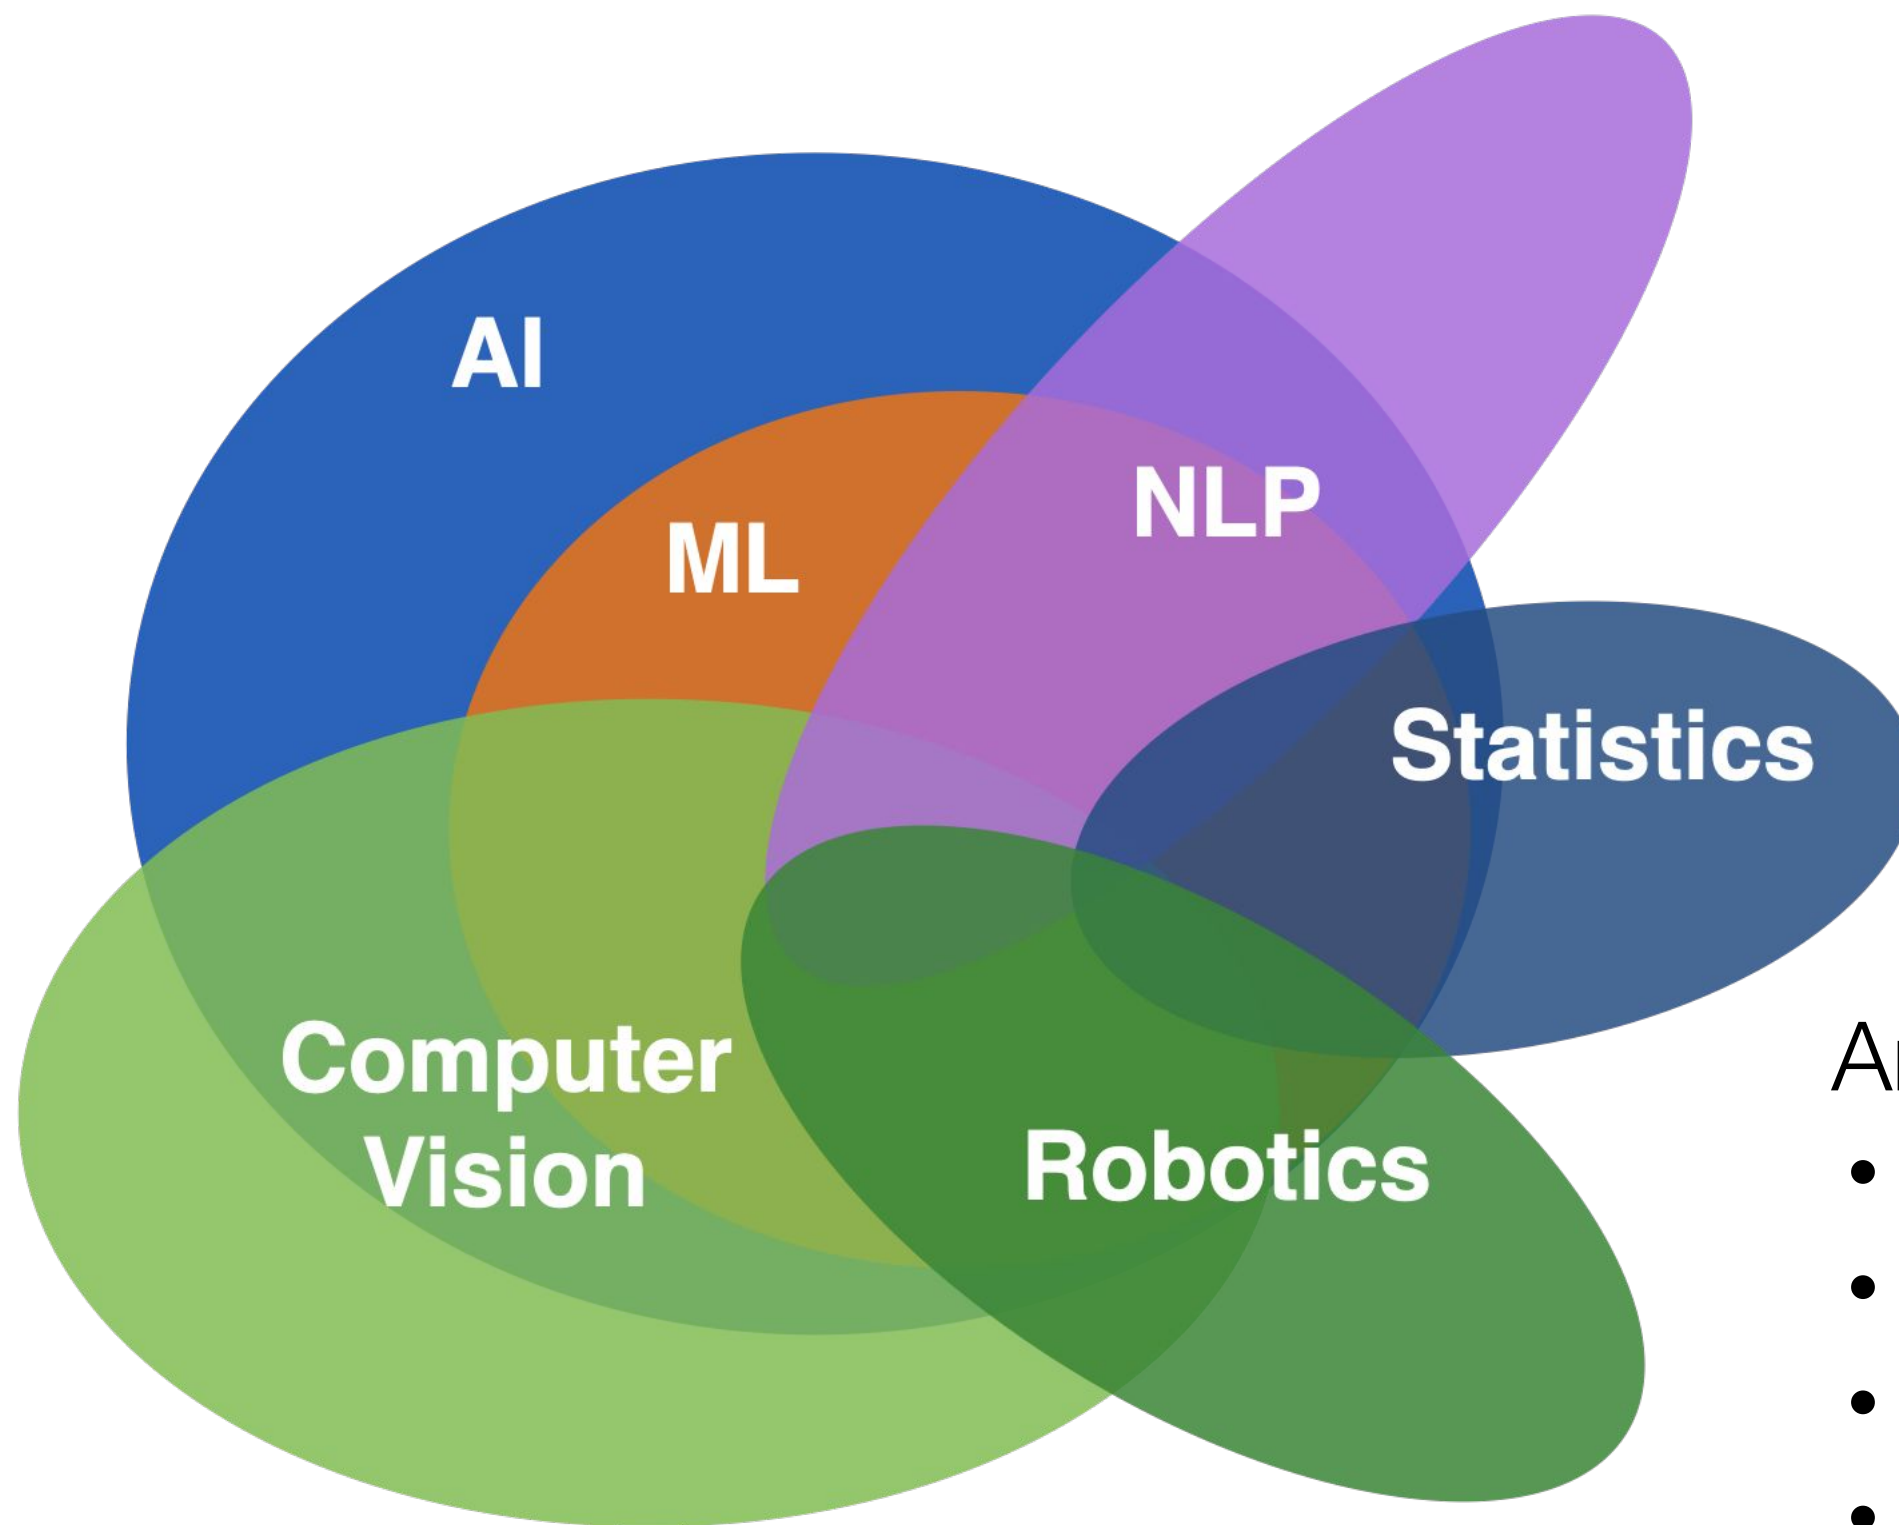 AI
ML
NLP
Statistics
Computer
Vision
Robotics
•
•
•
•